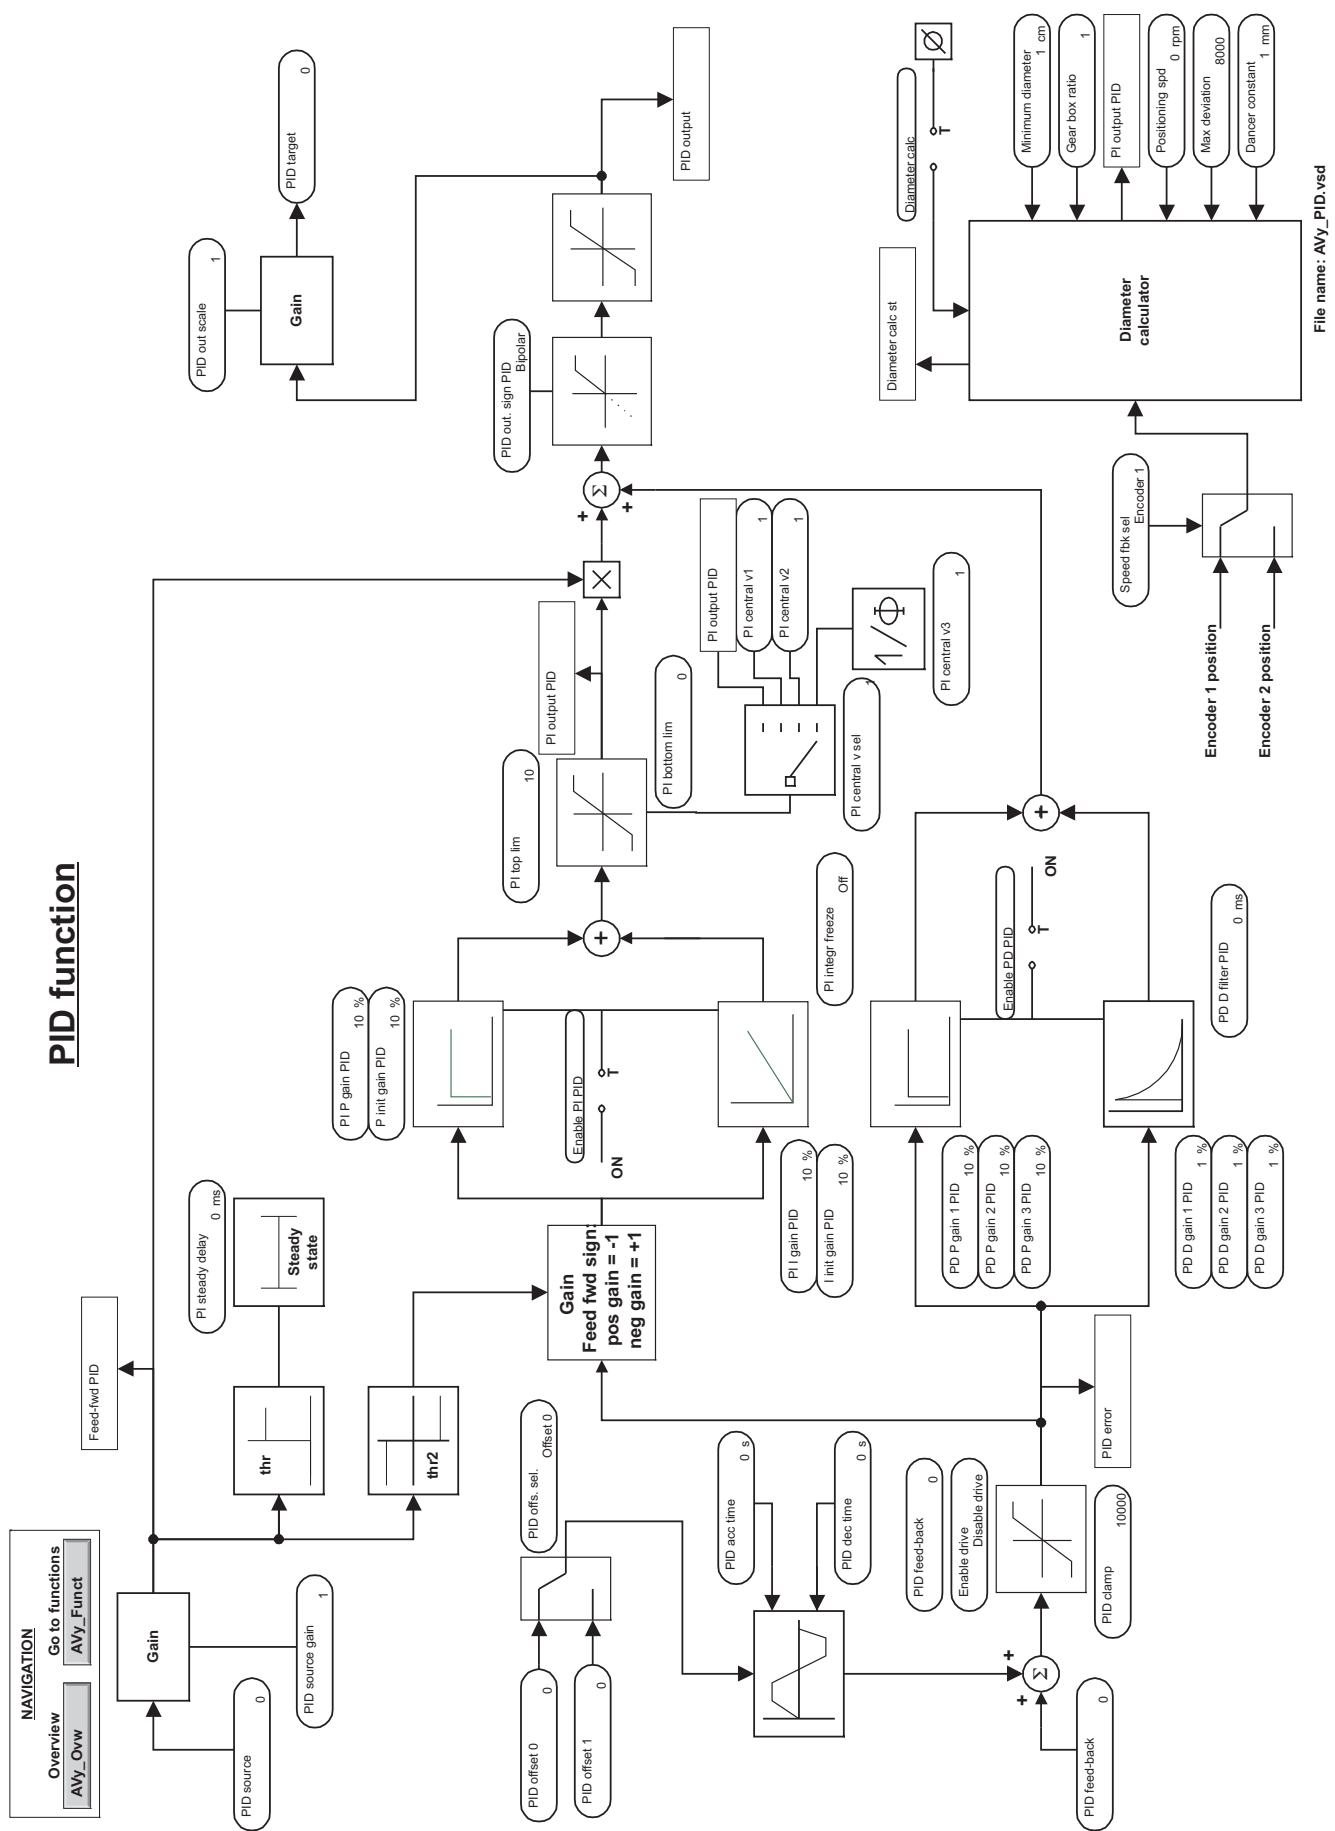 PID function
NAVIGATION
Overview
Go to functions
AVy_Ovw
AVy_Funct
PID source
0
Gain
PID source gain
1
Feed-fwd PID
thr
PI steady delay
0 ms
Steady
state
thr2
Gain
Feed fwd sign:
pos gain = -1
neg gain = +1
PI P gain PID
10 %
P init gain PID
10 %
Enable PI PID
ON
T
PI I gain PID
10 %
I init gain PID
10 %
PI integr freeze
Off
+
PI top lim
10
PI bottom lim
0
PI output PID
PI output PID
PI central v1
1
PI central v2
1
1/Φ
PI central v3
1
PI central v sel
1
+
+
Σ
PID out. sign PID
Bipolar
PID output
PID out scale
1
Gain
PID target
0
PID offset 0
0
PID offset 1
0
PID offs. sel.
Offset 0
PID acc time
0 s
PID dec time
0 s
PID feed-back
0
+
+
Σ
PID feed-back
0
Enable drive
Disable drive
PID clamp
10000
PID error
PD P gain 1 PID
10 %
PD P gain 2 PID
10 %
PD P gain 3 PID
10 %
PD D gain 1 PID
1 %
PD D gain 2 PID
1 %
PD D gain 3 PID
1 %
Enable PD PID
T
ON
PD D filter PID
0 ms
+
Encoder 1 position
Encoder 2 position
Speed fbk sel
Encoder 1
Diameter
calculator
Diameter calc st
Diameter calc
T
Ø
Minimum diameter
1 cm
Gear box ratio
1
PI output PID
Positioning spd
0 rpm
Max deviation
8000
Dancer constant
1 mm
File name: AVy_PID.vsd